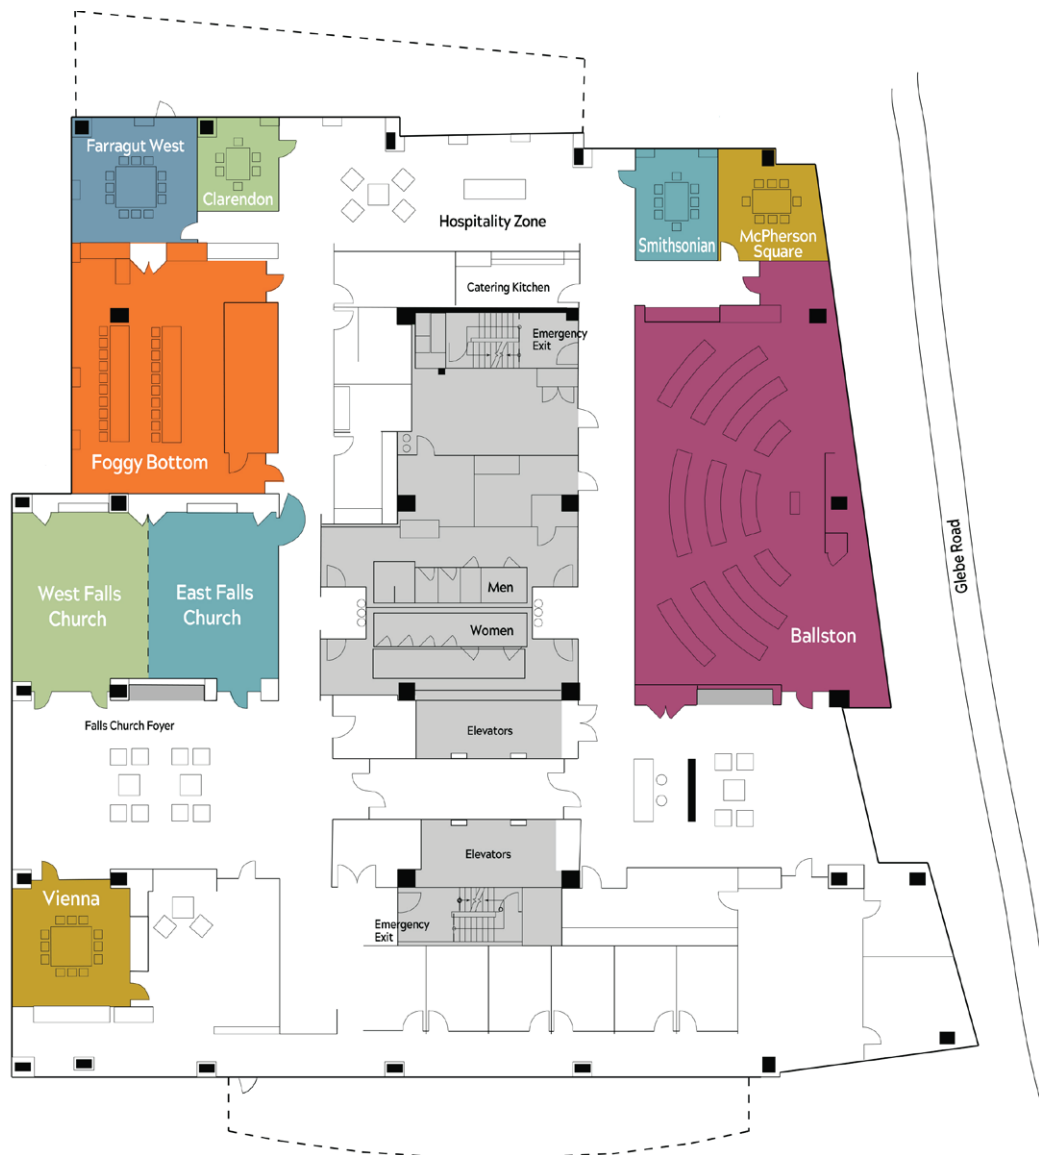 Farragut West
Clarendon
Hospitality Zone
Smithsonian
McPherson
Square
Catering Kitchen
Emergency
Exit
Foggy Bottom
West Falls
Church
East Falls
Church
Men
Women
Ballston
Glebe Road
Falls Church Foyer
Elevators
Elevators
Vienna
Emergency
Exit